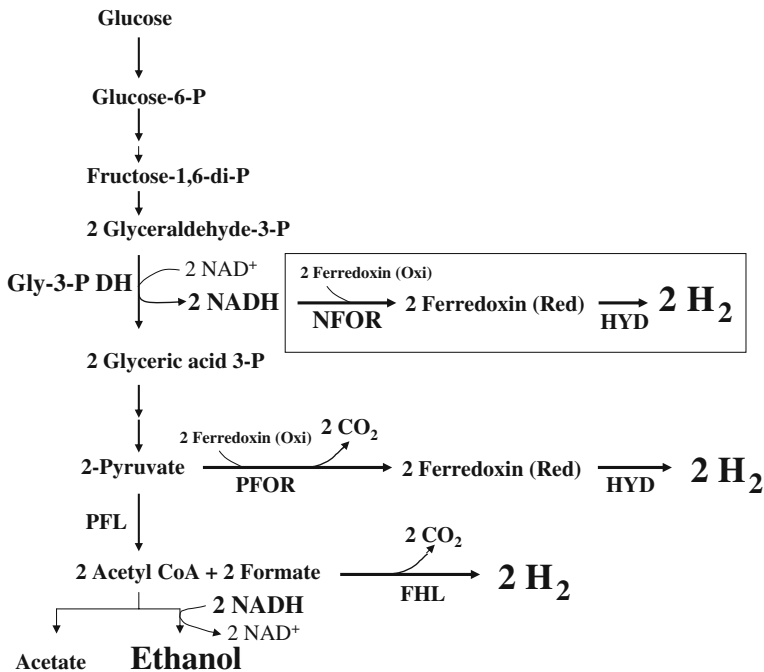 Glucose
Glucose-6-P
Fructose-1,6-di-P
2 Glyceraldehyde-3-P
Gly-3-P DH
2 NAD⁺
2 NADH
2 Ferredoxin (Oxi)
NFOR
2 Ferredoxin (Red)
HYD
2 H₂
2 Glyceric acid 3-P
2-Pyruvate
2 Ferredoxin (Oxi)
2 CO₂
PFOR
2 Ferredoxin (Red)
HYD
2 H₂
PFL
2 Acetyl CoA + 2 Formate
2 CO₂
FHL
2 H₂
2 NADH
2 NAD⁺
Acetate
Ethanol